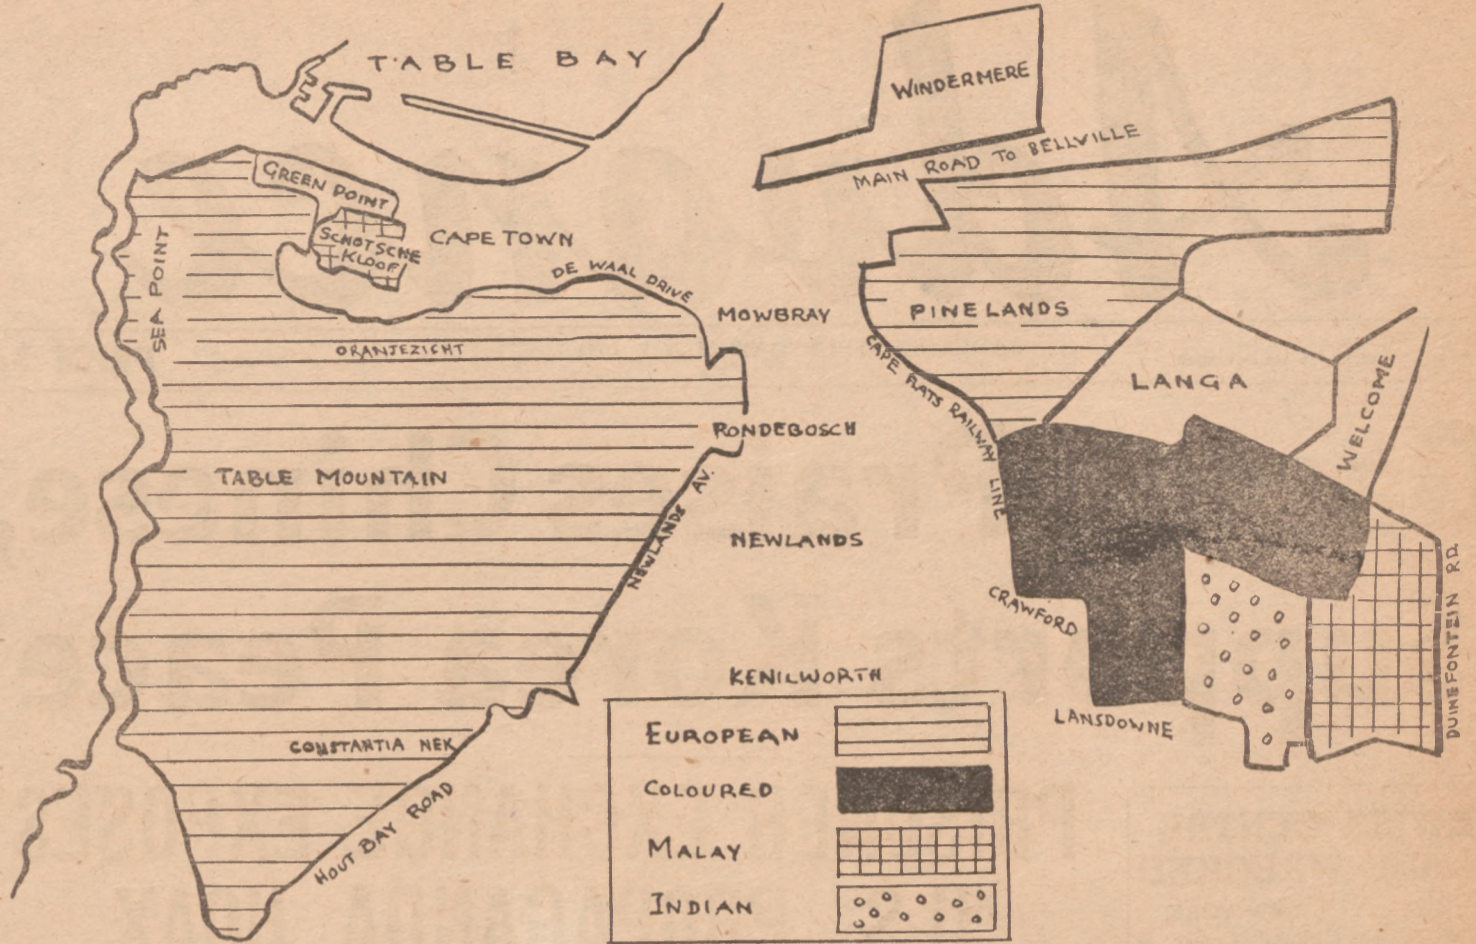 TABLE BAY
WINDERMERE
MAIN ROAD TO BELLVILLE
GREEN POINT
SCHOTSCHE
KLOOF
CAPE TOWN
SEA POINT
DE WAAL DRIVE
MOWBRAY
PINELANDS
ORANJEZICHT
CAPE FLATS RAILWAY LINE
LANGA
WELCOME
RONDEBOSCH
TABLE MOUNTAIN
NEWLANDS AV.
NEWLANDS
CRAWFORD
DUINEFONTEIN RD.
KENILWORTH
LANSDOWNE
CONSTANTIA NEK
HOUT BAY ROAD
EUROPEAN
COLOURED
MALAY
INDIAN